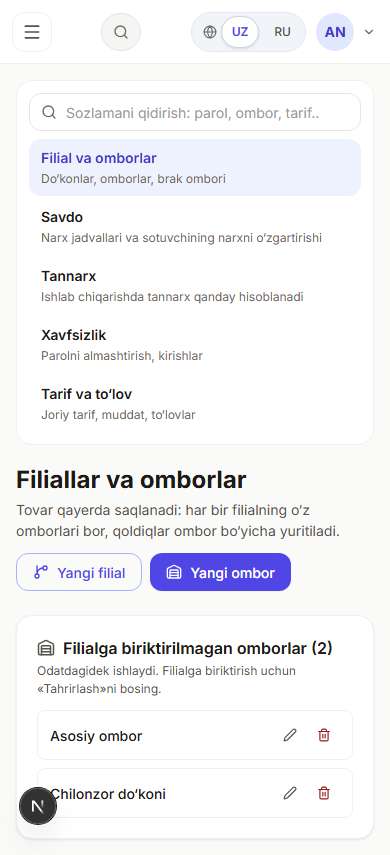 UZ
RU
AN
Sozlamani qidirish: parol, ombor, tarif..
Filial va omborlar
Do‘konlar, omborlar, brak ombori
Savdo
Narx jadvallari va sotuvchining narxni o‘zgartirishi
Tannarx
Ishlab chiqarishda tannarx qanday hisoblanadi
Xavfsizlik
Parolni almashtirish, kirishlar
Tarif va to‘lov
Joriy tarif, muddat, to‘lovlar
Filiallar va omborlar
Tovar qayerda saqlanadi: har bir filialning o‘z
omborlari bor, qoldiqlar ombor bo‘yicha yuritiladi.
Yangi filial
Yangi ombor
Filialga biriktirilmagan omborlar (2)
Odatdagidek ishlaydi. Filialga biriktirish uchun
«Tahrirlash»ni bosing.
Asosiy ombor
Chilonzor do‘koni
N